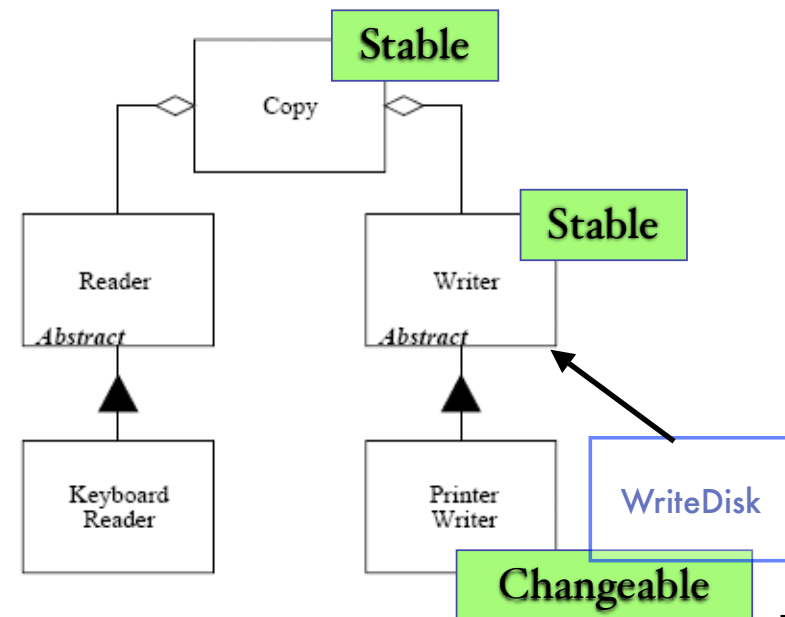 Stable
Copy
Stable
Reader
Writer
Abstract
Abstract
Keyboard
Reader
Printer
Writer
WriteDisk
Changeable